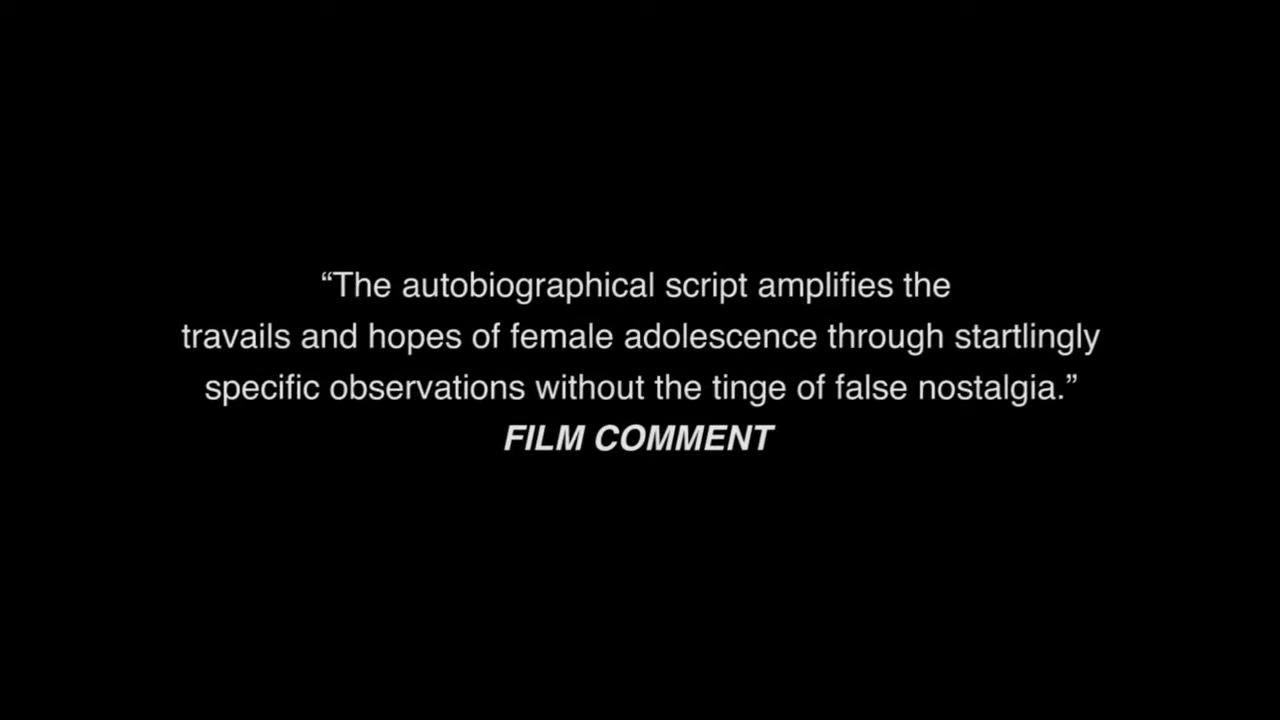 “The autobiographical script amplifies the
travails and hopes of female adolescence through startlingly
specific observations without the tinge of false nostalgia.”
FILM COMMENT